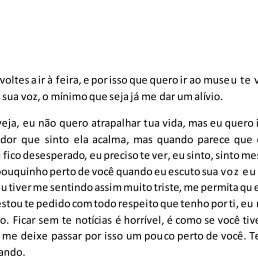 voltes a ir à feira, e por isso que quero ir ao museu te v
sua voz, o mínimo que seja já me dar um alívio.
veja, eu não quero atrapalhar tua vida, mas eu quero i
dor que sinto ela acalma, mas quando parece que
fico desesperado, eu preciso te ver, eu sinto, sinto me
pouquinho perto de você quando eu escuto sua voz eu
u tiver me sentindo assim muito triste, me permita qu e
estou te pedido com todo respeito que tenho por ti, eu
o. Ficar sem te notícias é horrível, é como se você tive
me deixe passar por isso um pouco perto de você. Te
ando.